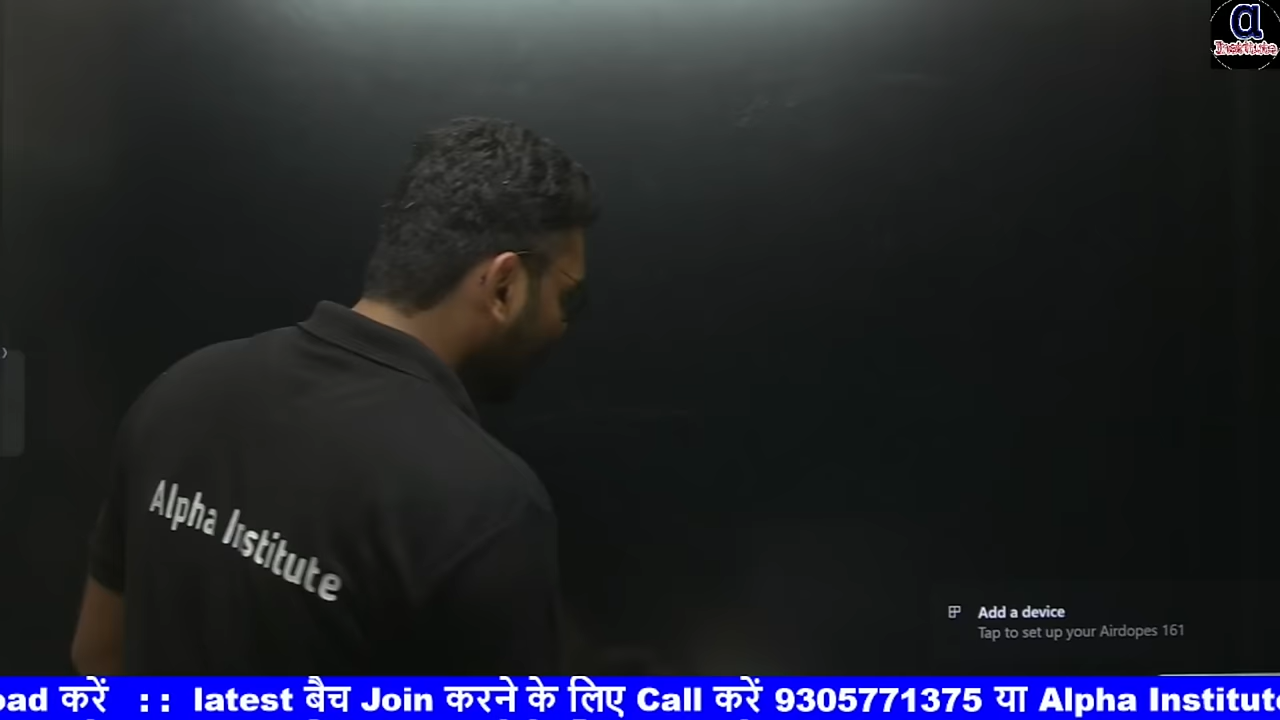 α
Institute
Alpha Institute
Add a device
Tap to set up your Airdopes 161
oad करें : : latest बैच Join करने के लिए Call करें 9305771375 या Alpha Institut